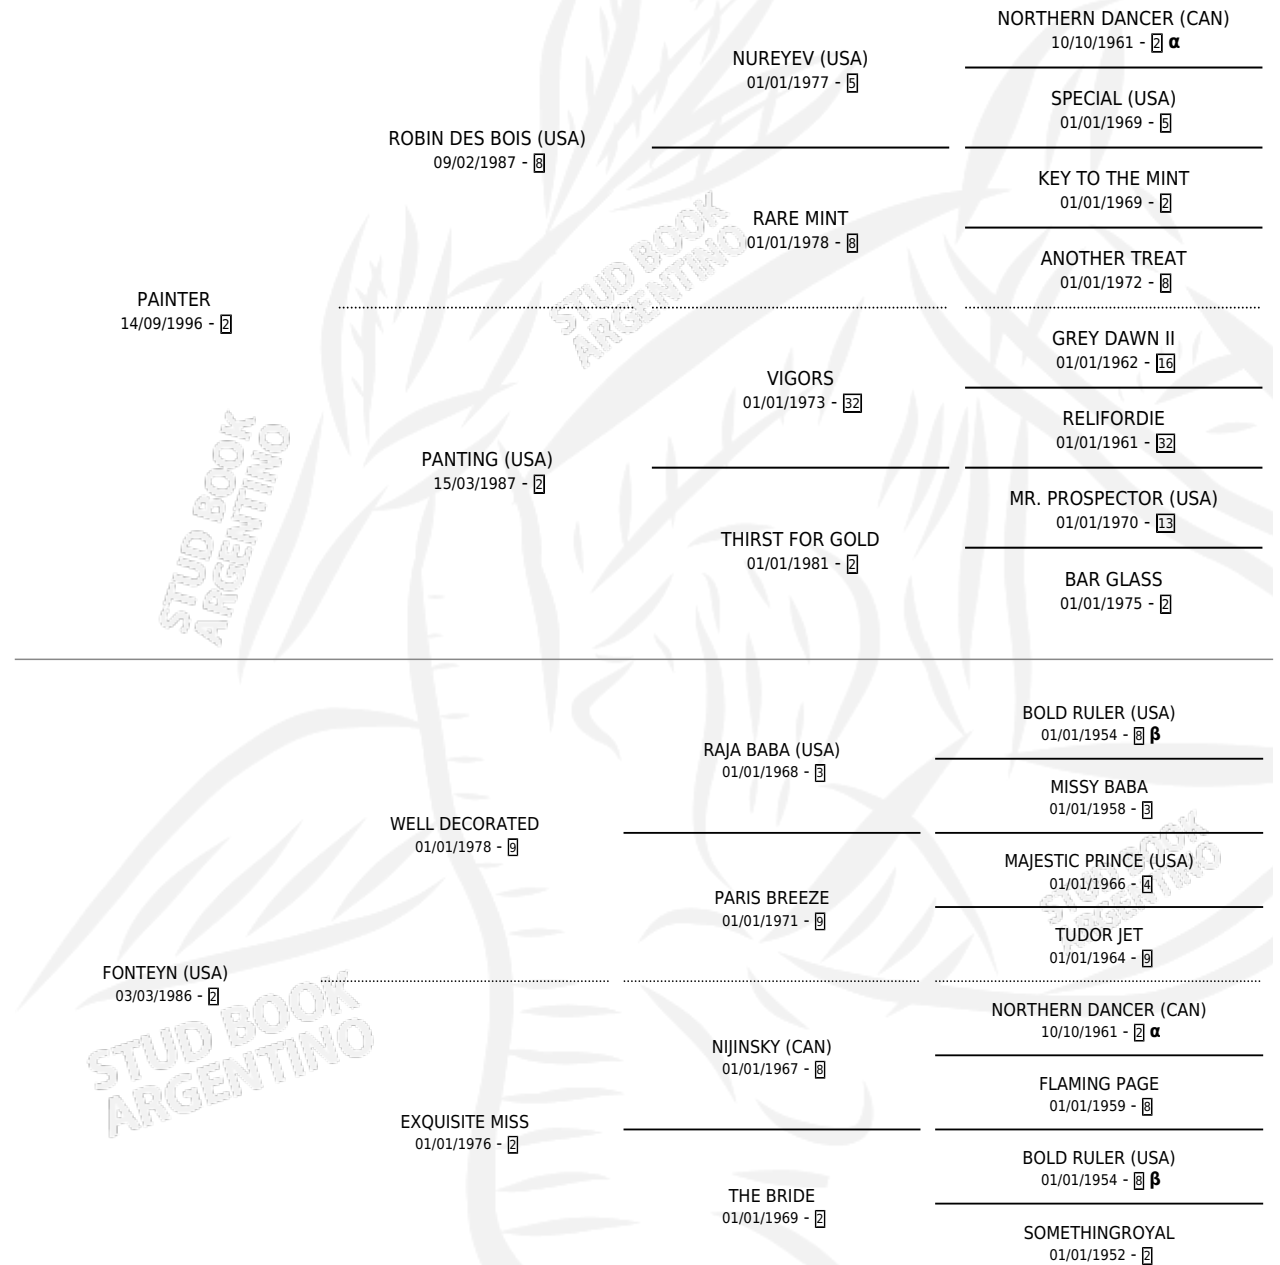 NORTHERN DANCER (CAN)
10/10/1961 - 2 α
NUREYEV (USA)
01/01/1977 - 5
SPECIAL (USA)
01/01/1969 - 5
ROBIN DES BOIS (USA)
09/02/1987 - 8
KEY TO THE MINT
01/01/1969 - 2
RARE MINT
01/01/1978 - 8
ANOTHER TREAT
01/01/1972 - 8
PAINTER
14/09/1996 - 2
GREY DAWN II
01/01/1962 - 16
VIGORS
01/01/1973 - 32
RELIFORDIE
01/01/1961 - 32
PANTING (USA)
15/03/1987 - 2
MR. PROSPECTOR (USA)
01/01/1970 - 13
THIRST FOR GOLD
01/01/1981 - 2
BAR GLASS
01/01/1975 - 2
BOLD RULER (USA)
01/01/1954 - 8 β
RAJA BABA (USA)
01/01/1968 - 3
MISSY BABA
01/01/1958 - 3
WELL DECORATED
01/01/1978 - 9
MAJESTIC PRINCE (USA)
01/01/1966 - 4
PARIS BREEZE
01/01/1971 - 9
TUDOR JET
01/01/1964 - 9
FONTEYN (USA)
03/03/1986 - 2
NORTHERN DANCER (CAN)
10/10/1961 - 2 α
NIJINSKY (CAN)
01/01/1967 - 8
FLAMING PAGE
01/01/1959 - 8
EXQUISITE MISS
01/01/1976 - 2
BOLD RULER (USA)
01/01/1954 - 8 β
THE BRIDE
01/01/1969 - 2
SOMETHINGROYAL
01/01/1952 - 2
STUD BOOK
ARGENTINO
STUD BOOK
ARGENTINO
STUD BOOK
ARGENTINO
STUD BOOK
ARGENTINO